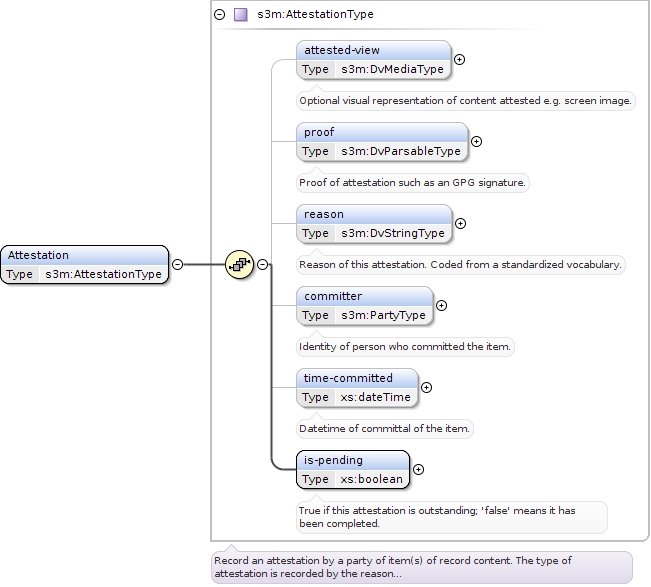 s3m:AttestationType
attested-view
Type s3m:DvMediaType
Optional visual representation of content attested e.g. screen image.
proof
Type s3m:DvParsableType
Proof of attestation such as an GPG signature.
reason
Type s3m:DvStringType
Reason of this attestation. Coded from a standardized vocabulary.
Attestation
Type s3m:AttestationType
committer
Type s3m:PartyType
Identity of person who committed the item.
time-committed
Type xs:dateTime
Datetime of committal of the item.
is-pending
Type xs:boolean
True if this attestation is outstanding; 'false' means it has
been completed.
Record an attestation by a party of item(s) of record content. The type of
attestation is recorded by the reason...